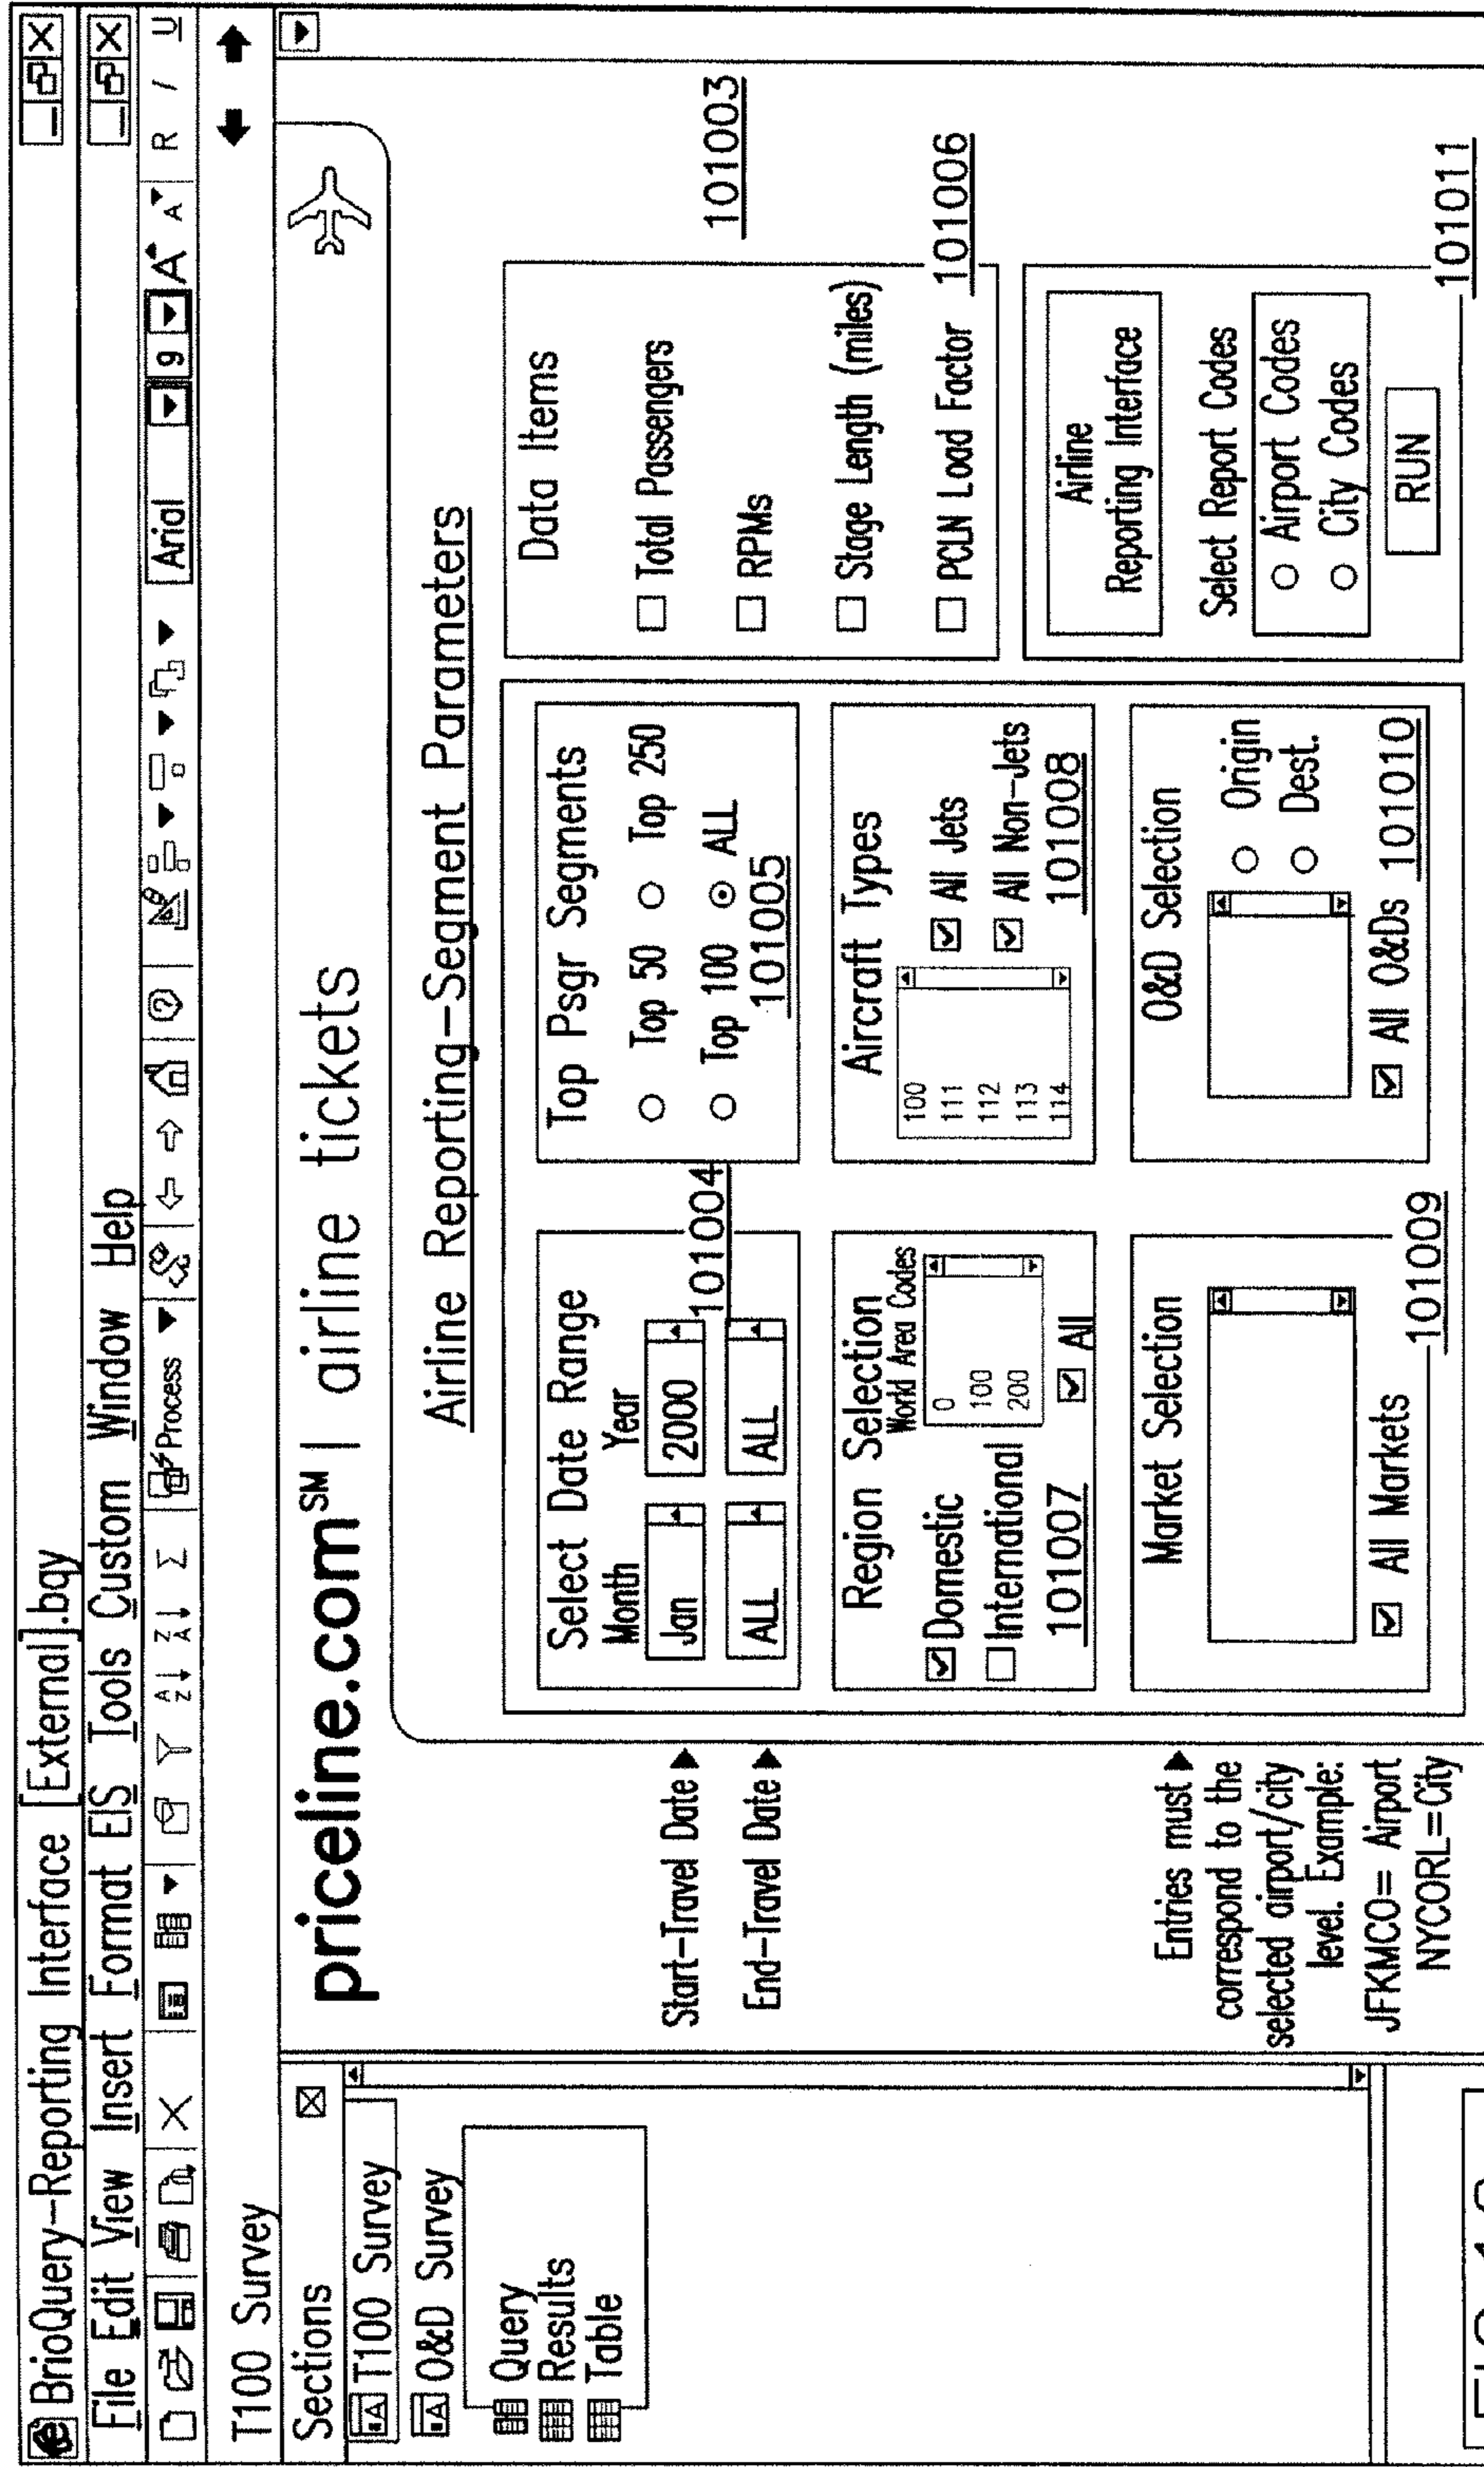 BrioQuery-Reporting Interface [External].bqy
File Edit View Insert Format EIS Tools Custom Window Help
Process
Arial 9 A A R I U
T100 Survey
Sections
T100 Survey
O&D Survey
Query
Results
Table
priceline.com SM | airline tickets
Airline Reporting-Segment Parameters
101003
Start-Travel Date
End-Travel Date
Select Date Range
Month Year
Jan 2000
ALL ALL
101004
Top Psgr Segments
Top 50 Top 250
Top 100 ALL
101005
Data Items
Total Passengers
RPMs
Stage Length (miles)
PCLN Load Factor
101006
Region Selection
World Area Codes
Domestic
International
0
100
200
All
101007
Aircraft Types
100
111
112
113
114
All Jets
All Non-Jets
101008
Entries must
correspond to the
selected airport/city
level. Example:
JFKMCO= Airport
NYCORL=City
Market Selection
All Markets
101009
O&D Selection
Origin
Dest.
All O&Ds
101010
Airline
Reporting Interface
Select Report Codes
Airport Codes
City Codes
RUN
101011